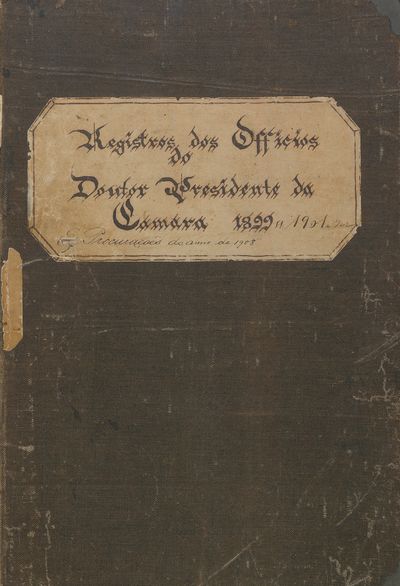 Registros dos Officios
do
Doutor Presidente da
Camara 1899 a 1901
Procurações do anno de 1908